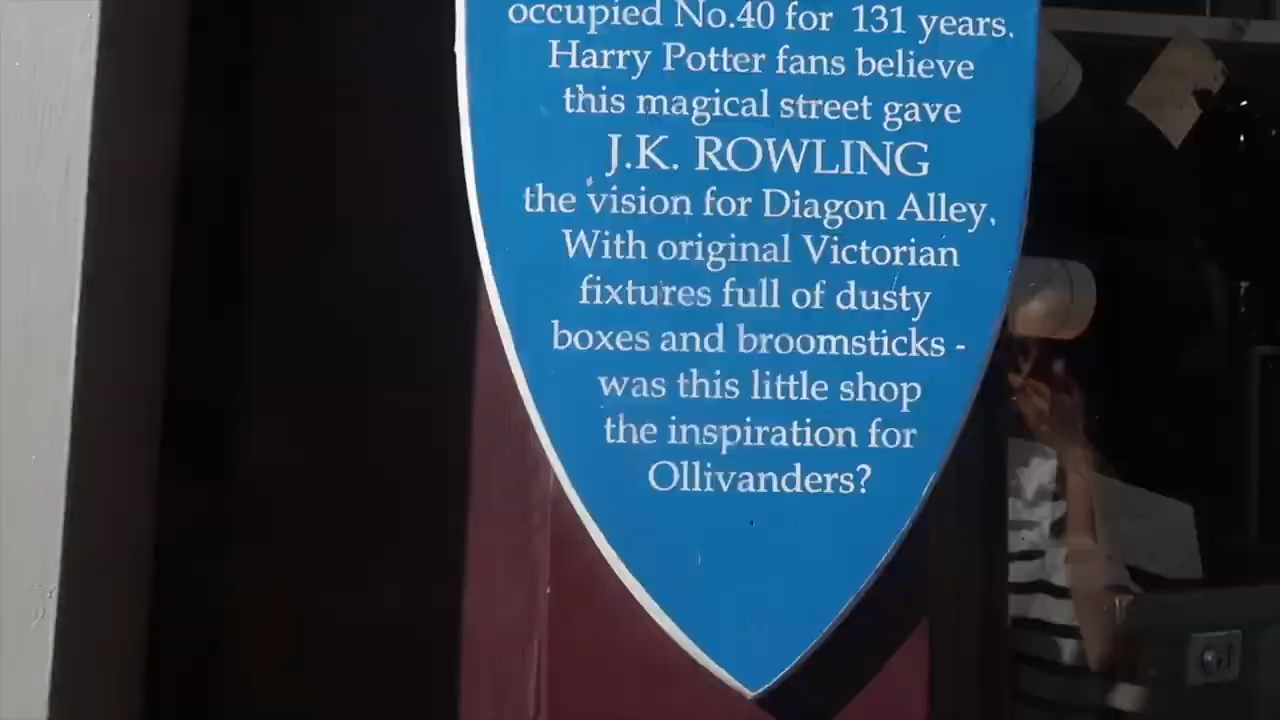 occupied No.40 for 131 years.
Harry Potter fans believe
this magical street gave
J.K. ROWLING
the vision for Diagon Alley.
With original Victorian
fixtures full of dusty
boxes and broomsticks -
was this little shop
the inspiration for
Ollivanders?